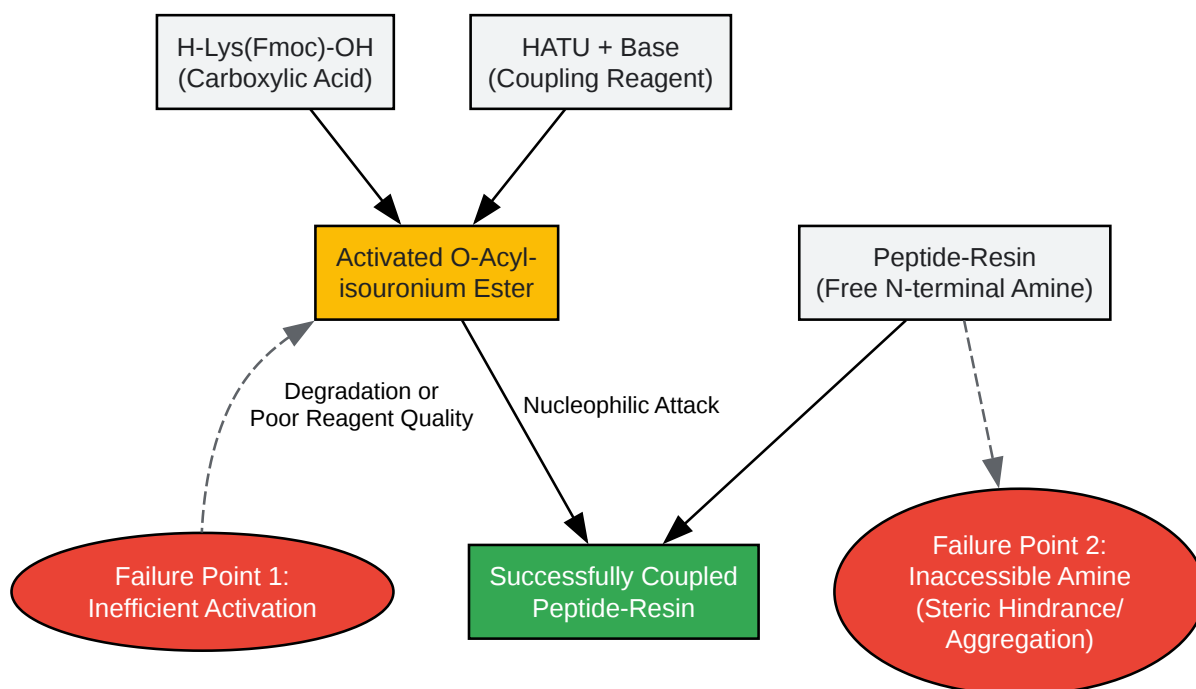 H-Lys(Fmoc)-OH
(Carboxylic Acid)
HATU + Base
(Coupling Reagent)
Activated O-Acyl-
isouronium Ester
Peptide-Resin
(Free N-terminal Amine)
Degradation or
Poor Reagent Quality
Nucleophilic Attack
Failure Point 1:
Inefficient Activation
Successfully Coupled
Peptide-Resin
Failure Point 2:
Inaccessible Amine
(Steric Hindrance/
Aggregation)